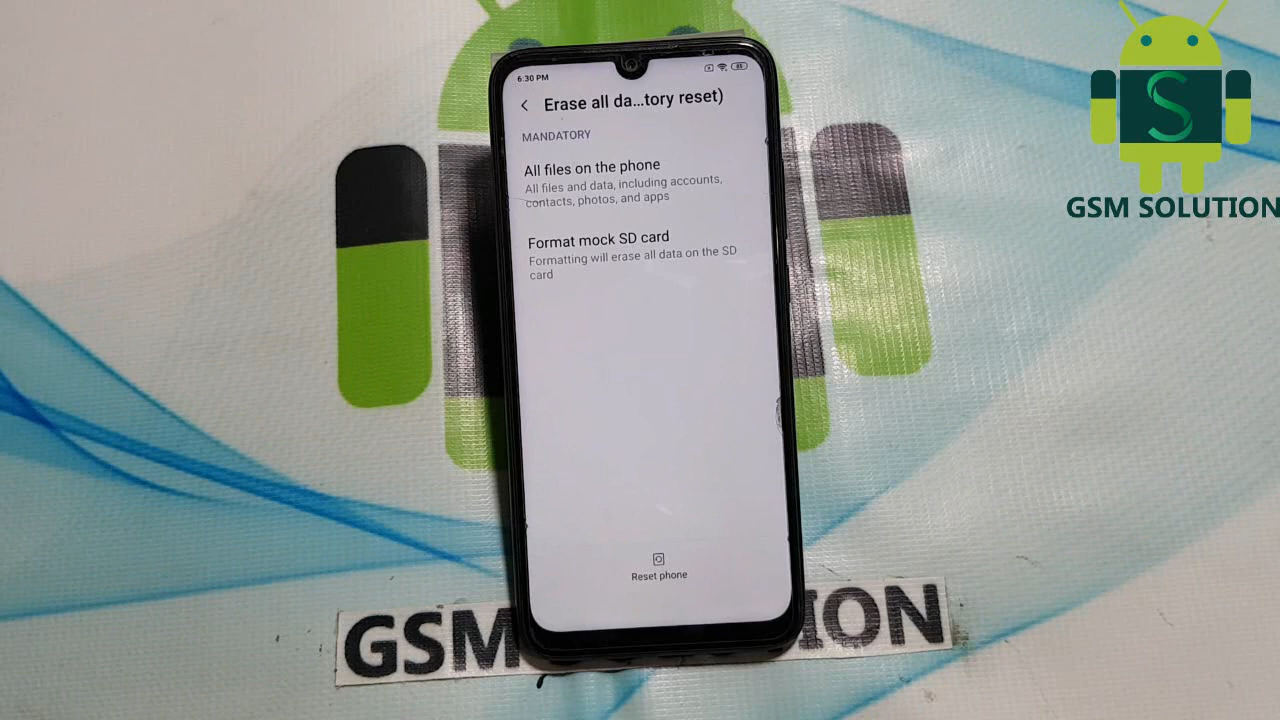 6:30 PM
85
Erase all da...tory reset)
MANDATORY
All files on the phone
All files and data, including accounts,
contacts, photos, and apps
Format mock SD card
Formatting will erase all data on the SD
card
Reset phone
S
GSM SOLUTION
GSM
ION